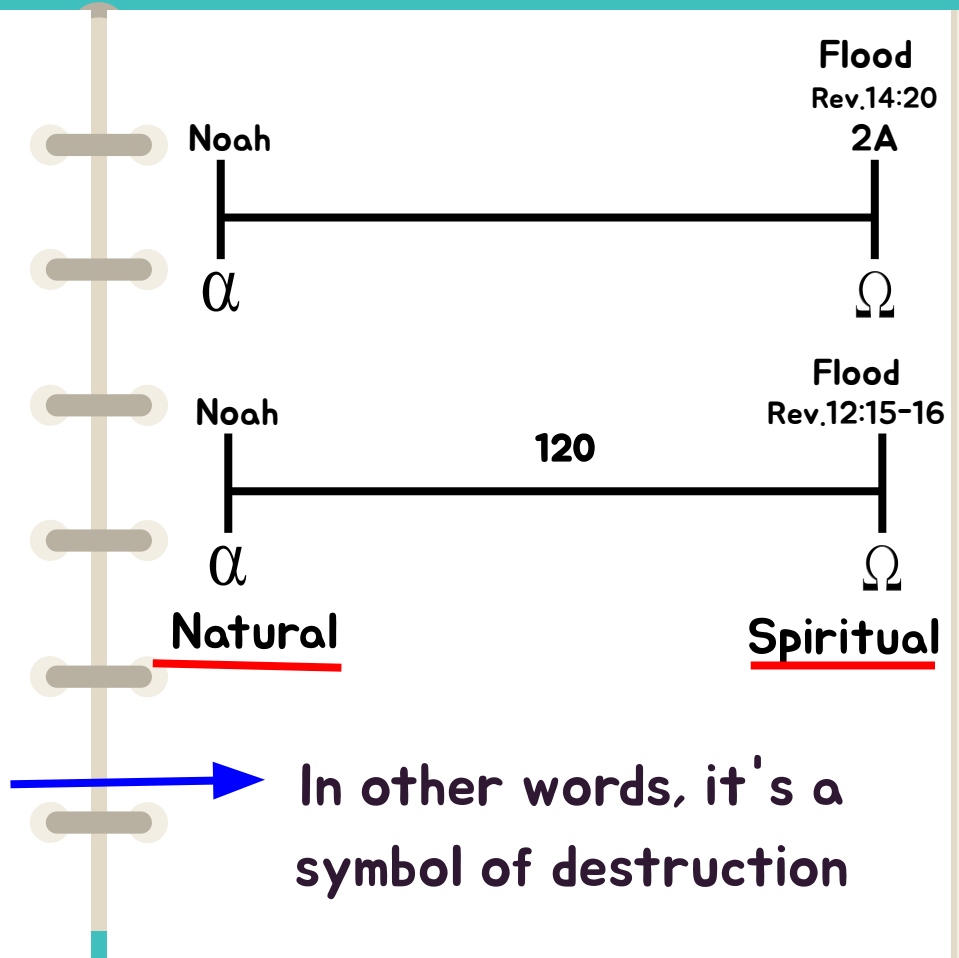 Flood
Rev.14:20
Noah
2A
α
Ω
Flood
Rev.12:15-16
Noah
120
α
Ω
Natural
Spiritual
In other words, it's a
symbol of destruction